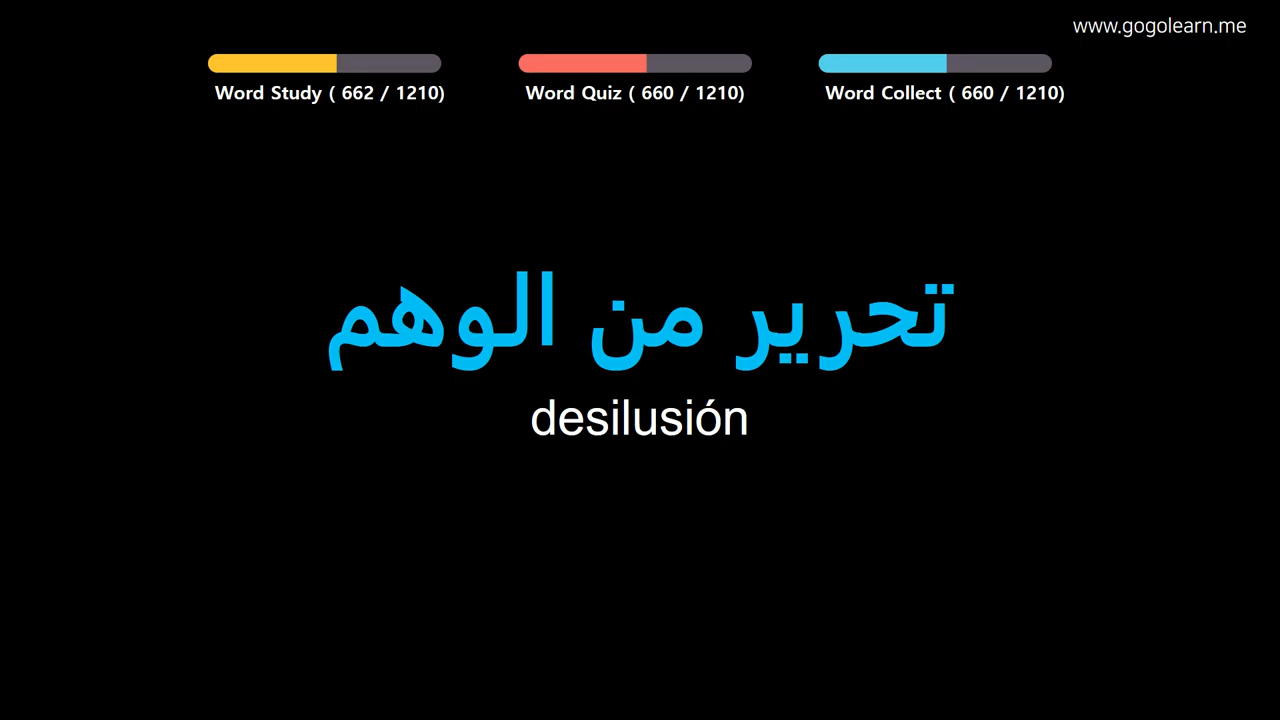 www.gogolearn.me
Word Study ( 662 / 1210)
Word Quiz ( 660 / 1210)
Word Collect ( 660 / 1210)
تحرير من الوهم
desilusión